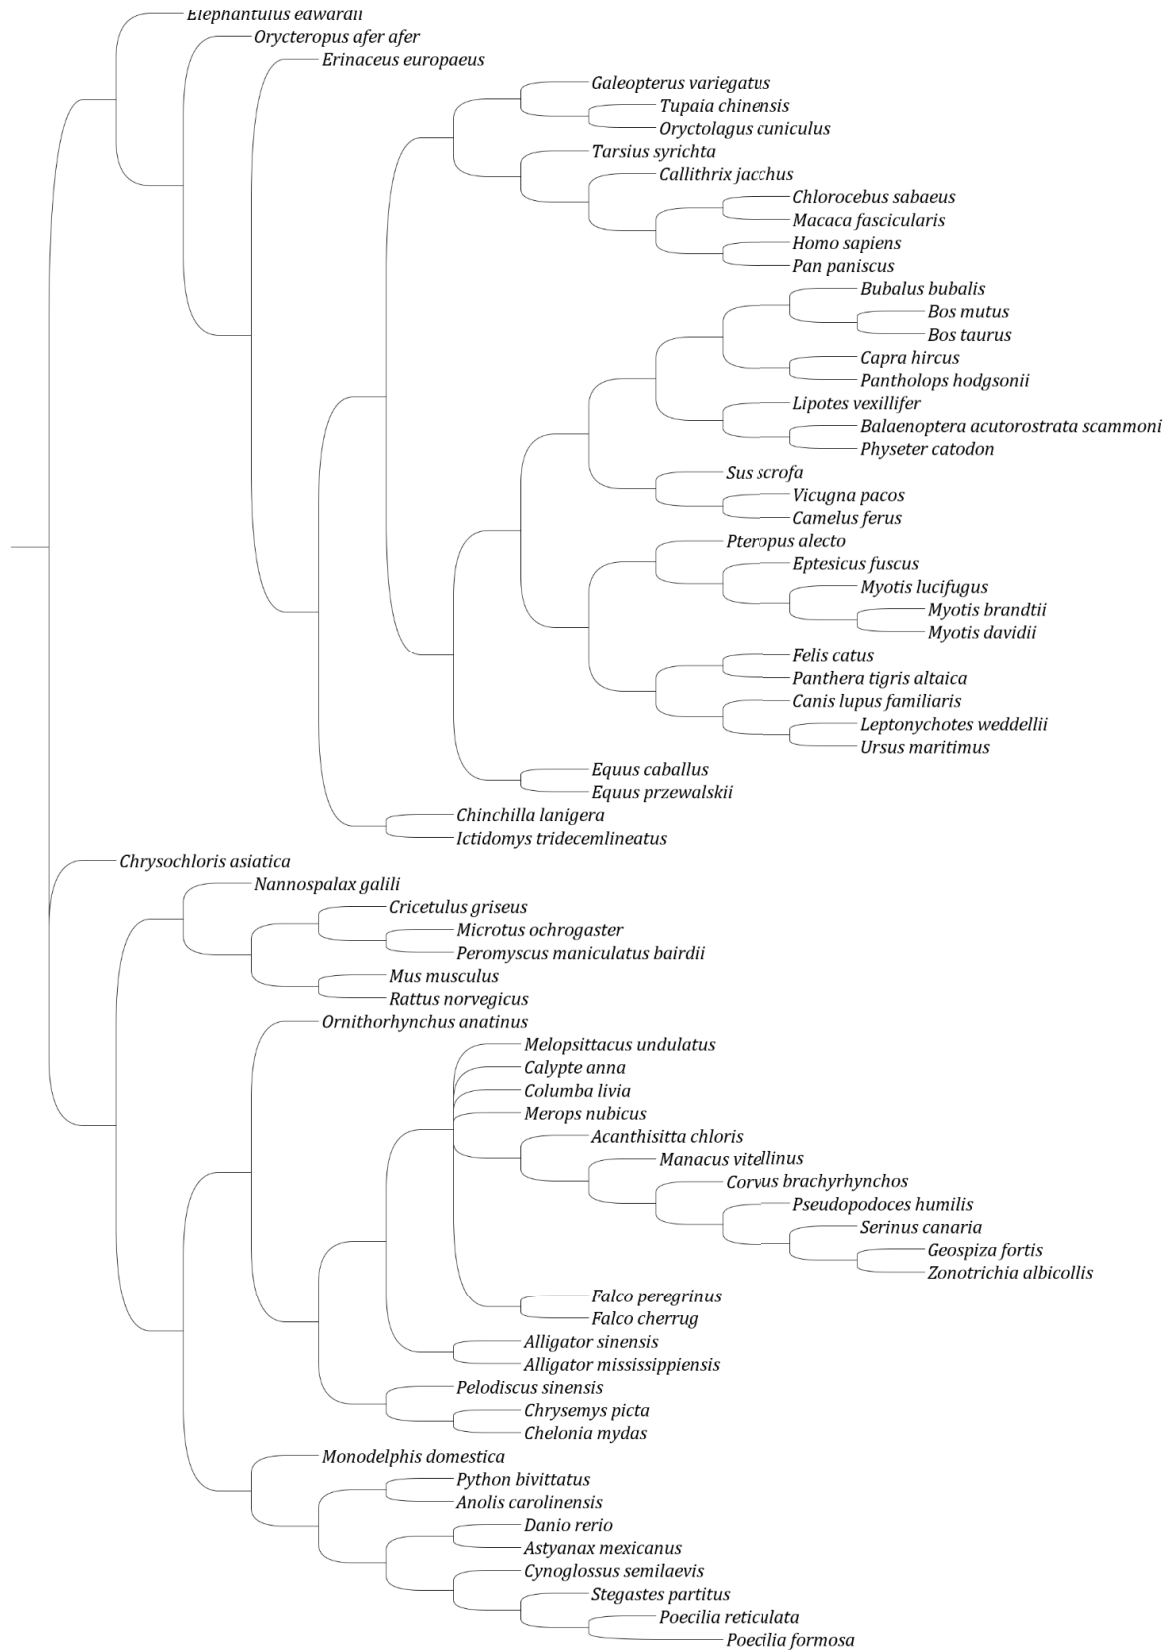 Elephantulus edwardii
Orycteropus afer afer
Erinaceus europaeus
Galeopterus variegatus
Tupaia chinensis
Oryctolagus cuniculus
Tarsius syrichta
Callithrix jacchus
Chlorocebus sabaeus
Macaca fascicularis
Homo sapiens
Pan paniscus
Bubalus bubalis
Bos mutus
Bos taurus
Capra hircus
Pantholops hodgsonii
Lipotes vexillifer
Balaenoptera acutorostrata scammoni
Physeter catodon
Sus scrofa
Vicugna pacos
Camelus ferus
Pteropus alecto
Eptesicus fuscus
Myotis lucifugus
Myotis brandtii
Myotis davidii
Felis catus
Panthera tigris altaica
Canis lupus familiaris
Leptonychotes weddellii
Ursus maritimus
Equus caballus
Equus przewalskii
Chinchilla lanigera
Ictidomys tridecemlineatus
Chrysochloris asiatica
Nannospalax galili
Cricetulus griseus
Microtus ochrogaster
Peromyscus maniculatus bairdii
Mus musculus
Rattus norvegicus
Ornithorhynchus anatinus
Melopsittacus undulatus
Calypte anna
Columba livia
Merops nubicus
Acanthisitta chloris
Manacus vitellinus
Corvus brachyrhynchos
Pseudopodoces humilis
Serinus canaria
Geospiza fortis
Zonotrichia albicollis
Falco peregrinus
Falco cherrug
Alligator sinensis
Alligator mississippiensis
Pelodiscus sinensis
Chrysemys picta
Chelonia mydas
Monodelphis domestica
Python bivittatus
Anolis carolinensis
Danio rerio
Astyanax mexicanus
Cynoglossus semilaevis
Stegastes partitus
Poecilia reticulata
Poecilia formosa